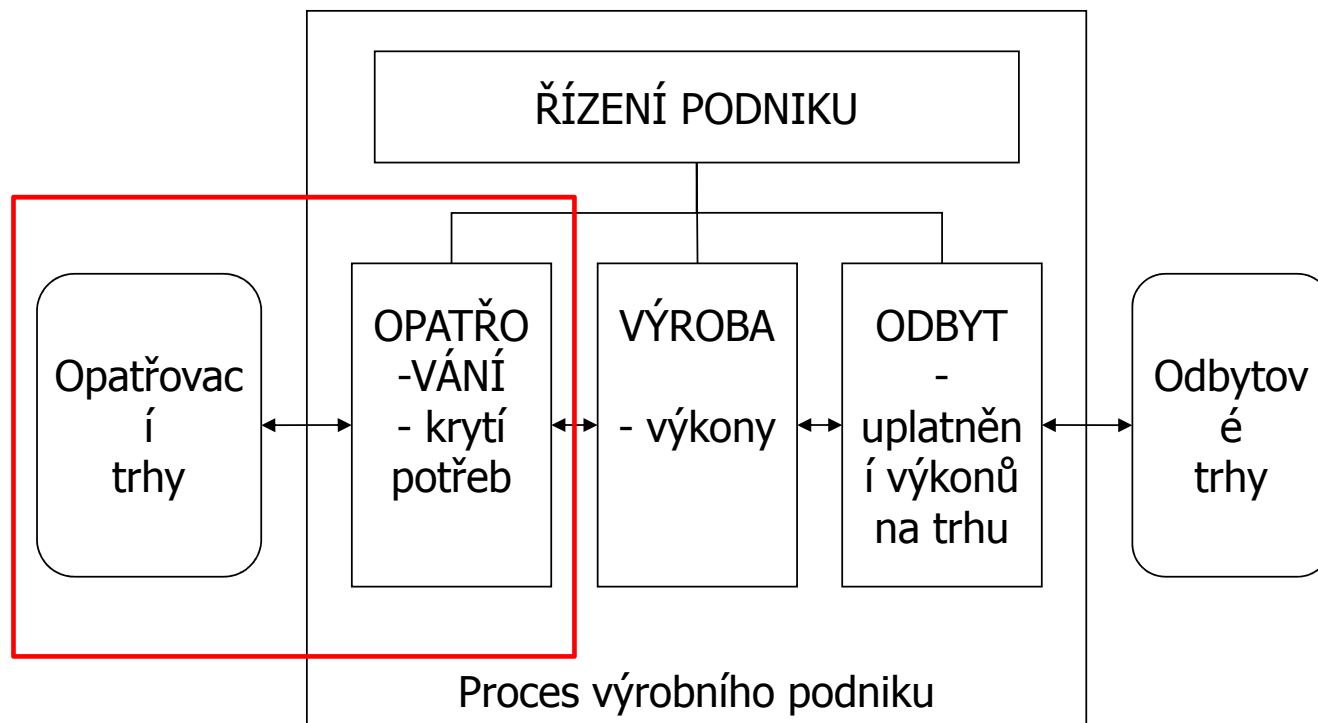 ŘÍZENÍ PODNIKU
Opatřovac
í
trhy
OPATŘO
-VÁNÍ
- krytí
potřeb
VÝROBA
- výkony
ODBYT
-
uplatněn
í výkonů
na trhu
Odbytov
é
trhy
Proces výrobního podniku